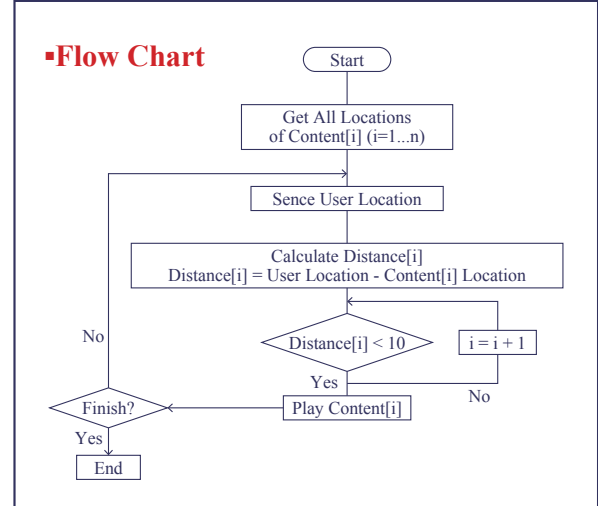 ▪Flow Chart
Start
Get All Locations
of Content[i] (i=1...n)
Sence User Location
Calculate Distance[i]
Distance[i] = User Location - Content[i] Location
No
Distance[i] < 10
i = i + 1
Yes
No
Finish?
Play Content[i]
Yes
End